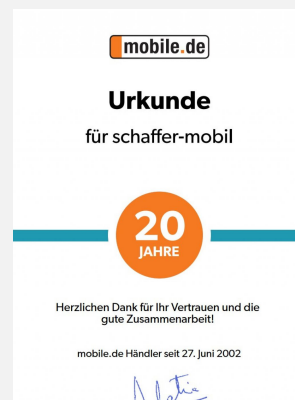 mobile.de
Urkunde
für schaffer-mobil
20
JAHRE
Herzlichen Dank für Ihr Vertrauen und die
gute Zusammenarbeit!
mobile.de Händler seit 27. Juni 2002